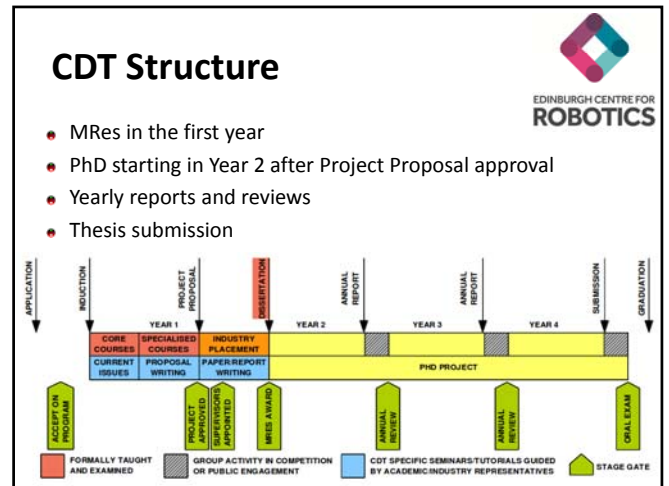 CDT Structure
EDINBURGH CENTRE FOR
ROBOTICS
MRes in the first year
PhD starting in Year 2 after Project Proposal approval
Yearly reports and reviews
Thesis submission
APPLICATION
INDUCTION
PROJECT
PROPOSAL
DISSERTATION
ANNUAL
REPORT
ANNUAL
REPORT
SUBMISSION
GRADUATION
YEAR 1
YEAR 2
YEAR 3
YEAR 4
CORE
COURSES
SPECIALISED
COURSES
INDUSTRY
PLACEMENT
CURRENT
ISSUES
PROPOSAL
WRITING
PAPER/REPORT
WRITING
PHD PROJECT
ACCEPT ON
PROGRAM
PROJECT
APPROVED
SUPERVISORS
APPOINTED
MRES AWARD
ANNUAL
REVIEW
ANNUAL
REVIEW
ORAL EXAM
FORMALLY TAUGHT
AND EXAMINED
GROUP ACTIVITY IN COMPETITION
OR PUBLIC ENGAGEMENT
CDT SPECIFIC SEMINARS/TUTORIALS GUIDED
BY ACADEMIC/INDUSTRY REPRESENTATIVES
STAGE GATE